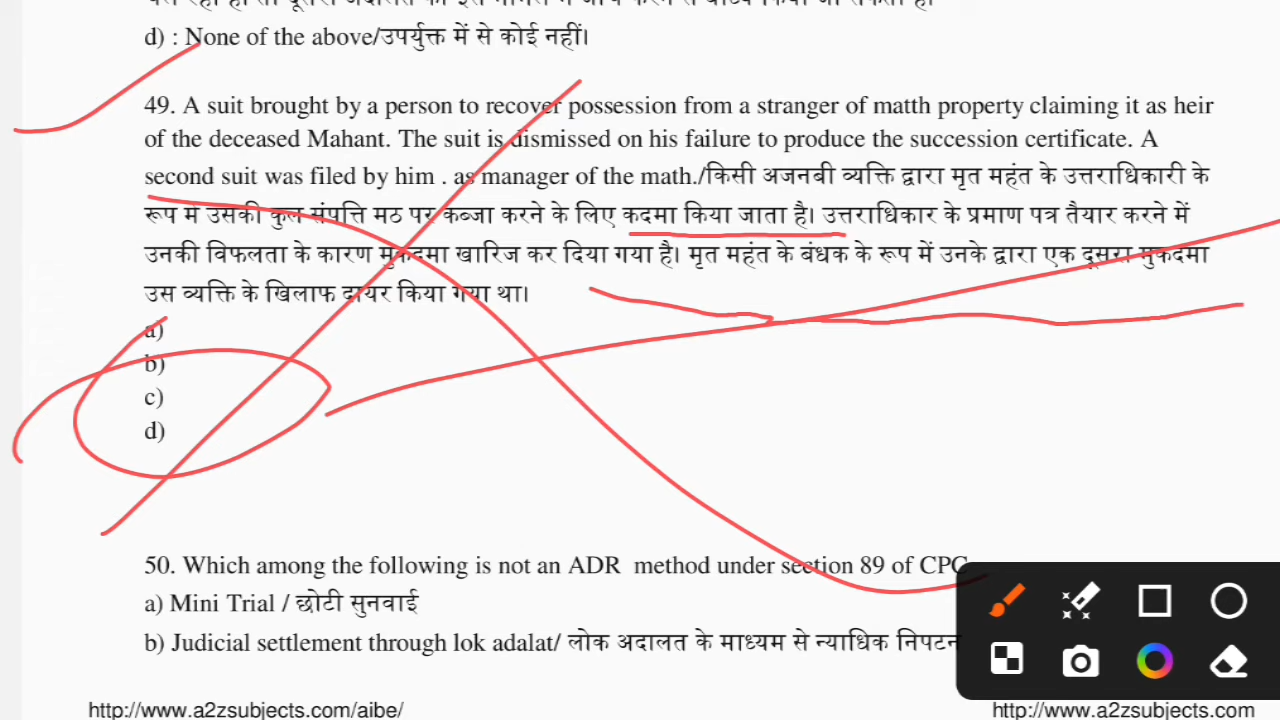 d) : None of the above/उपर्युक्त में से कोई नहीं।
49. A suit brought by a person to recover possession from a stranger of matth property claiming it as heir
of the deceased Mahant. The suit is dismissed on his failure to produce the succession certificate. A
second suit was filed by him . as manager of the math./किसी अजनबी व्यक्ति द्वारा मृत महंत के उत्तराधिकारी के
रूप में उसकी कुल संपत्ति मठ पर कब्जा करने के लिए कदमा किया जाता है। उत्तराधिकार के प्रमाण पत्र तैयार करने में
उनकी विफलता के कारण मुकदमा खारिज कर दिया गया है। मृत महंत के बंधक के रूप में उनके द्वारा एक दूसरा मुकदमा
उस व्यक्ति के खिलाफ दायर किया गया था।
a)
b)
c)
d)
50. Which among the following is not an ADR method under section 89 of CPC
a) Mini Trial / छोटी सुनवाई
b) Judicial settlement through lok adalat/ लोक अदालत के माध्यम से न्याधिक निपटन
http://www.a2zsubjects.com/aibe/
http://www.a2zsubjects.com